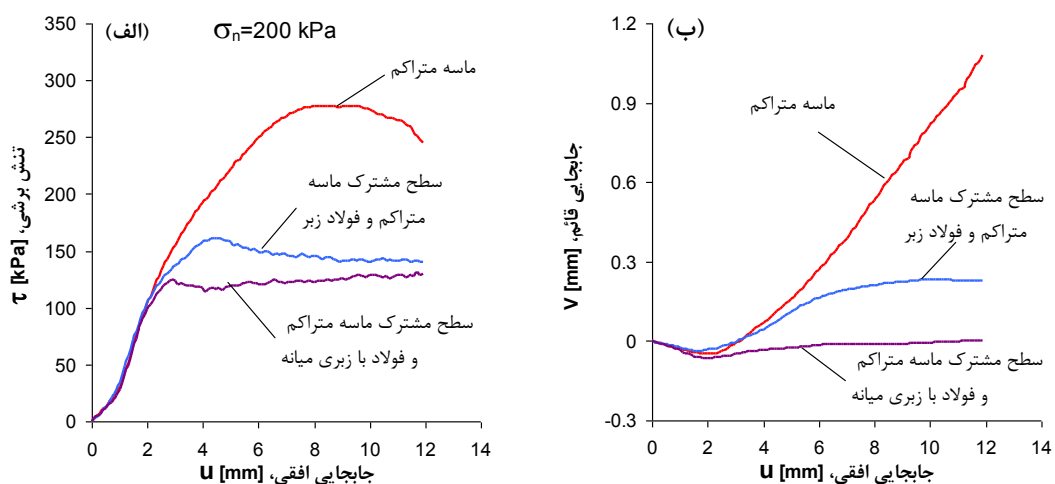 (الف)
σn=200 kPa
350
300
250
200
150
100
50
0
تنش برشی، τ [kPa]
ماسه متراکم
سطح مشترک ماسه
متراکم و فولاد زبر
سطح مشترک ماسه متراکم
و فولاد با زبری میانه
0 2 4 6 8 10 12 14
جابجایی افقی، u [mm]
(ب)
1.2
0.9
0.6
0.3
0
-0.3
جابجایی قائم، V [mm]
ماسه متراکم
سطح مشترک ماسه
متراکم و فولاد زبر
سطح مشترک ماسه متراکم
و فولاد با زبری میانه
0 2 4 6 8 10 12 14
جابجایی افقی، u [mm]